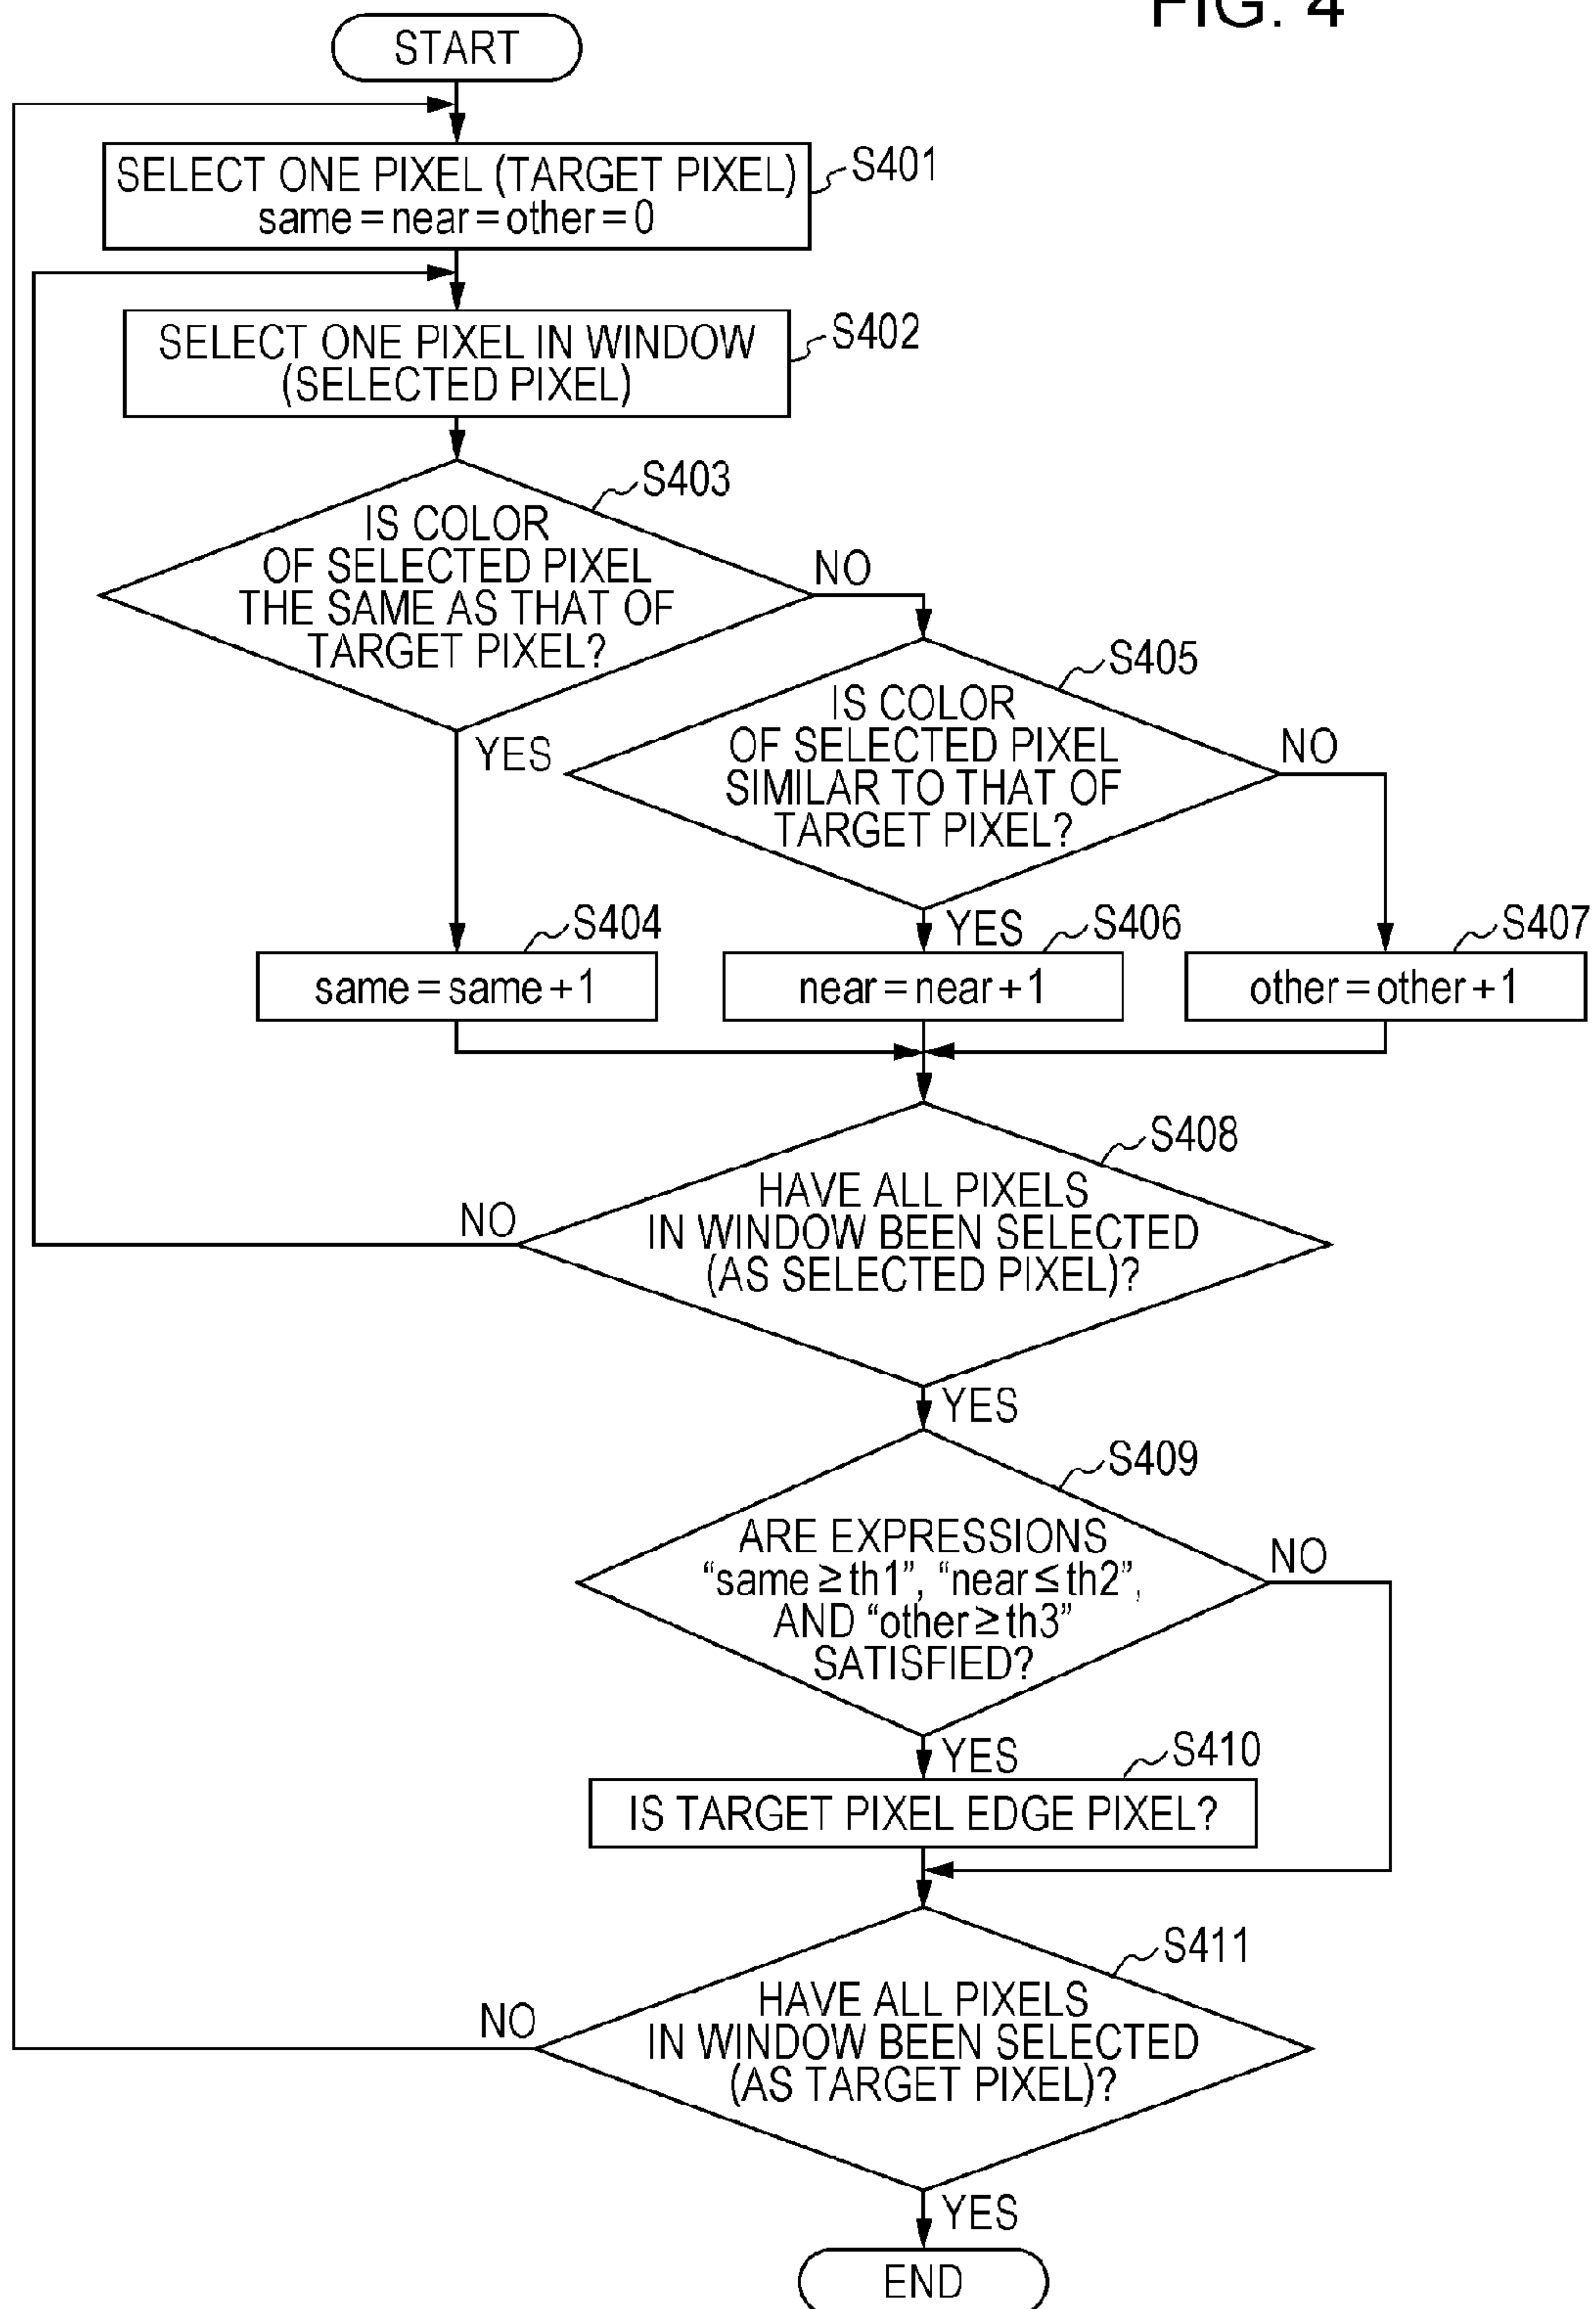 FIG. 4
START
SELECT ONE PIXEL (TARGET PIXEL)
same = near = other = 0
S401
SELECT ONE PIXEL IN WINDOW
(SELECTED PIXEL)
S402
S403
IS COLOR
OF SELECTED PIXEL
THE SAME AS THAT OF
TARGET PIXEL?
NO
YES
S405
IS COLOR
OF SELECTED PIXEL
SIMILAR TO THAT OF
TARGET PIXEL?
NO
YES
S404
same = same + 1
S406
near = near + 1
S407
other = other + 1
S408
HAVE ALL PIXELS
IN WINDOW BEEN SELECTED
(AS SELECTED PIXEL)?
NO
YES
S409
ARE EXPRESSIONS
“same ≥ th1”, “near ≤ th2”,
AND “other ≥ th3”
SATISFIED?
NO
YES
S410
IS TARGET PIXEL EDGE PIXEL?
S411
HAVE ALL PIXELS
IN WINDOW BEEN SELECTED
(AS TARGET PIXEL)?
NO
YES
END